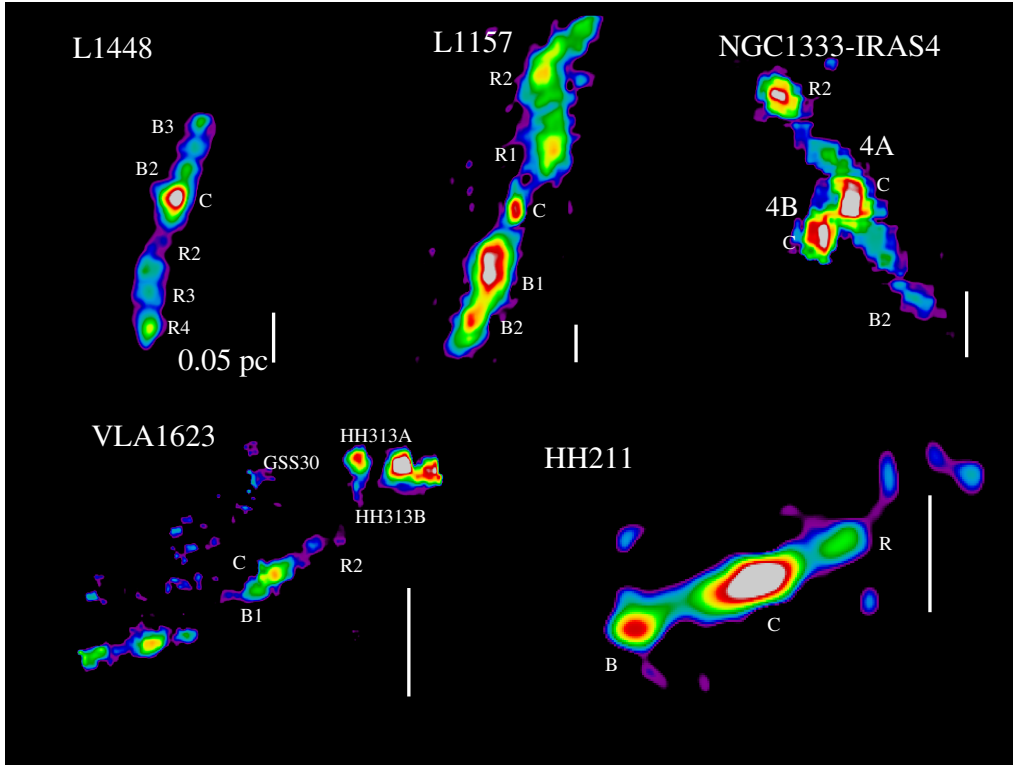 L1448
B3
B2
C
R2
R3
R4
0.05 pc
L1157
R2
R1
C
B1
B2
NGC1333-IRAS4
R2
4A
C
4B
C
B2
VLA1623
GSS30
HH313A
HH313B
C
R2
B1
HH211
R
C
B